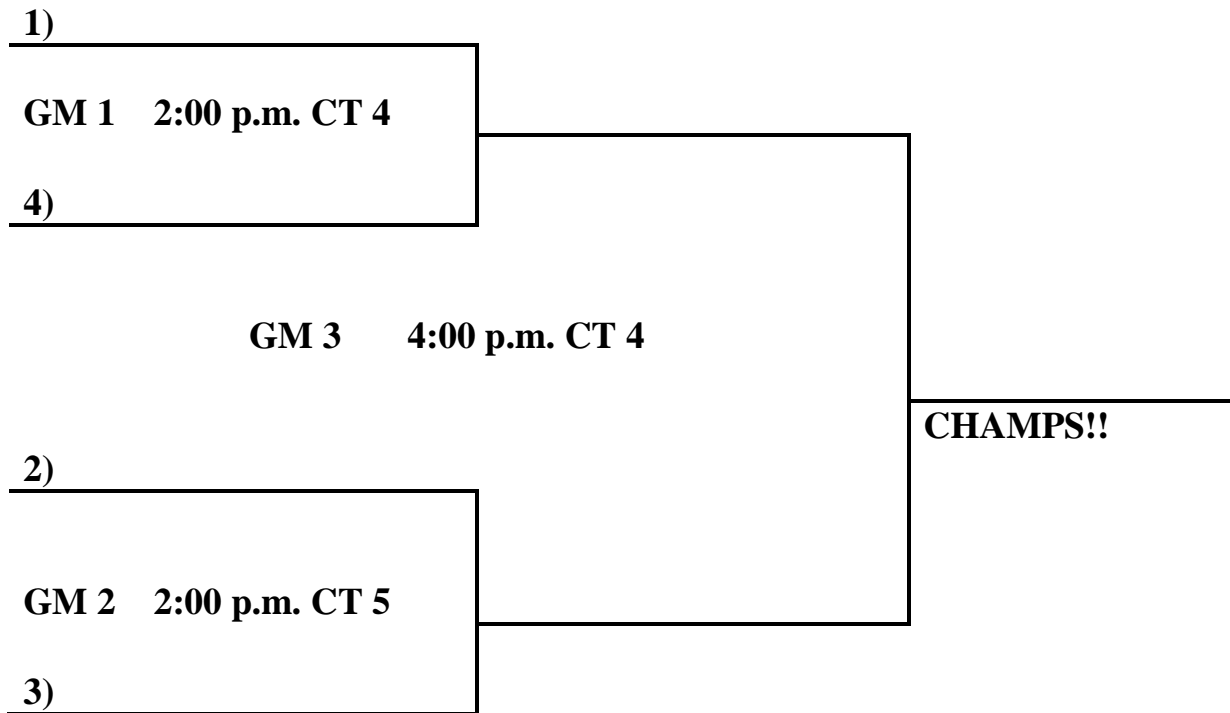 1)
GM 1 2:00 p.m. CT 4
4)
GM 3 4:00 p.m. CT 4
CHAMPS!!
2)
GM 2 2:00 p.m. CT 5
3)